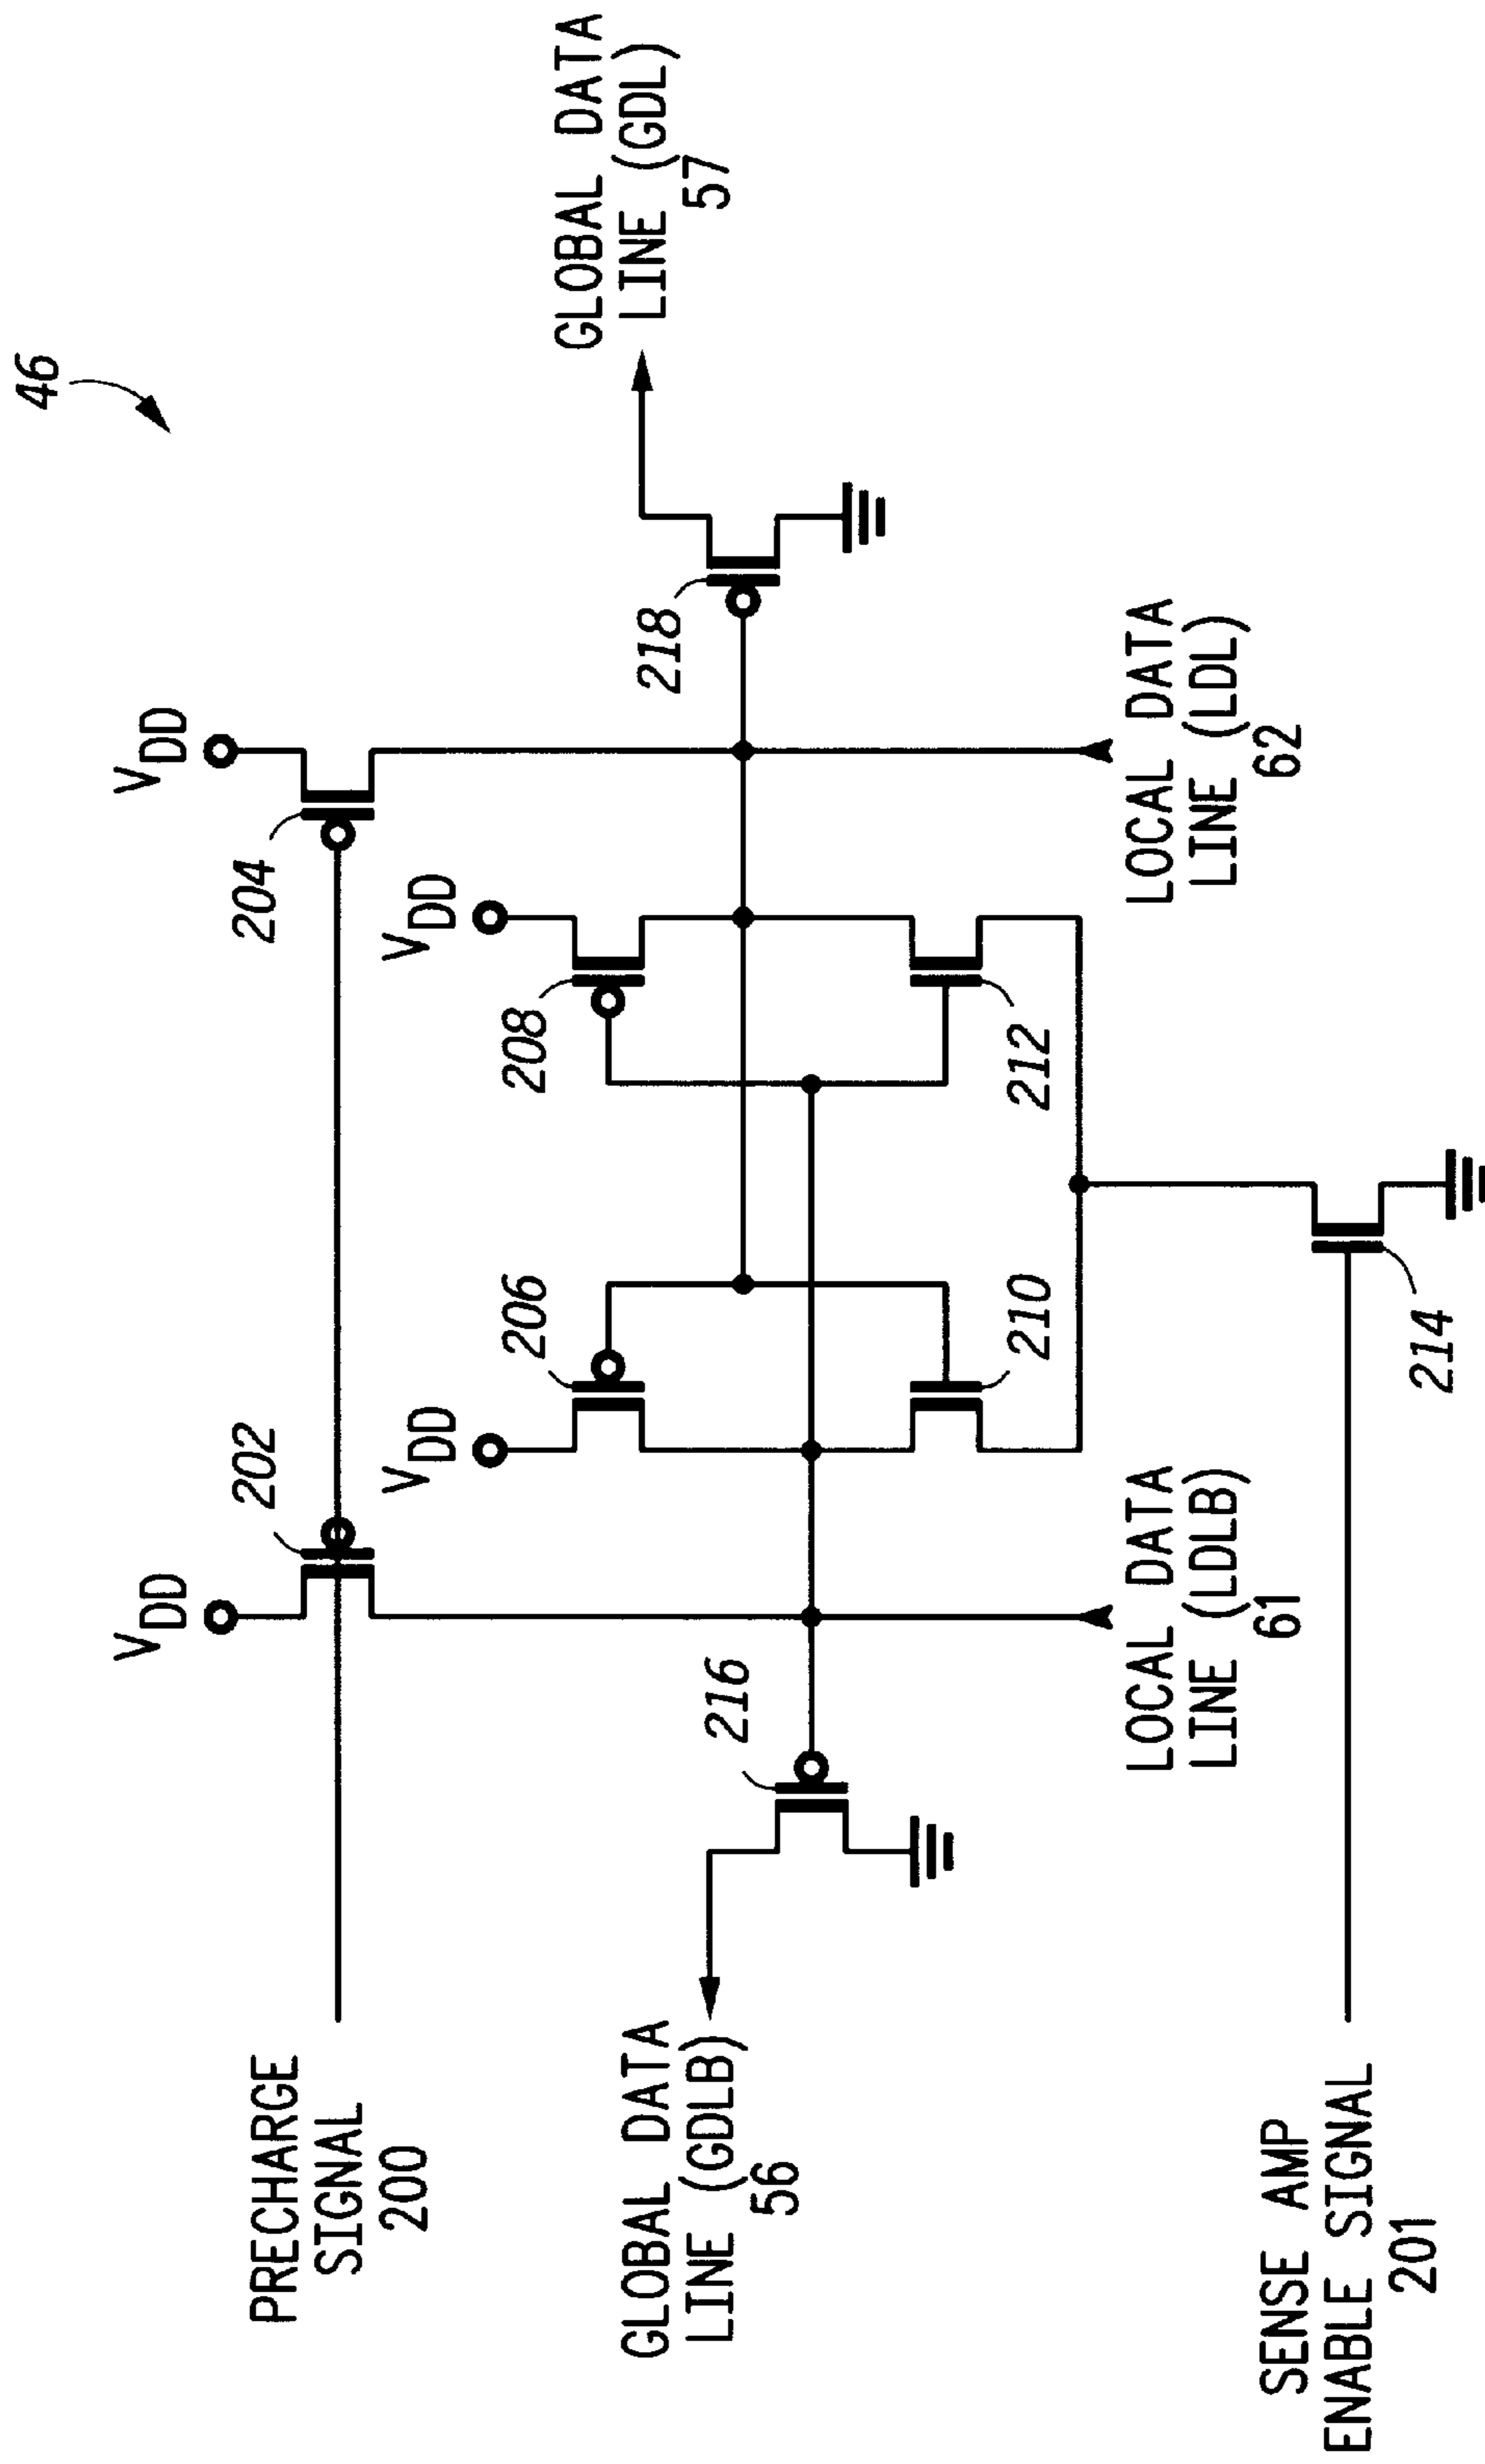 46
V DD
V DD
202
204
PRECHARGE
SIGNAL
200
V DD
V DD
206
208
GLOBAL DATA
LINE (GDL)
57
218
216
GLOBAL DATA
LINE (GDLB)
56
210
212
LOCAL DATA
LINE (LDLB)
61
LOCAL DATA
LINE (LDL)
62
SENSE AMP
ENABLE SIGNAL
201
214